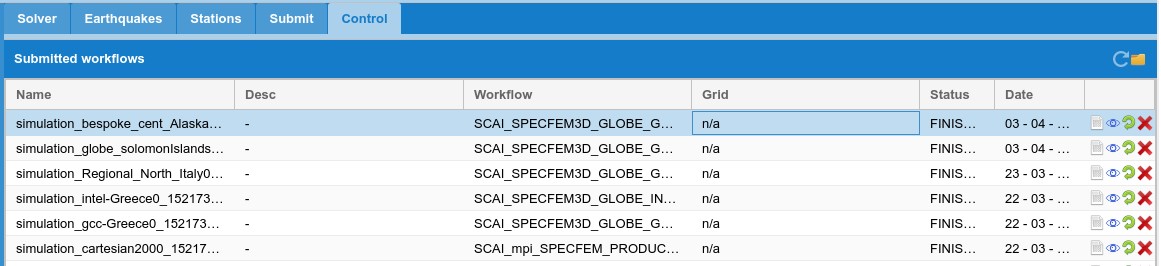 Solver Earthquakes Stations Submit Control
Submitted workflows
Name Desc Workflow Grid Status Date
simulation_bespoke_cent_Alaska… - SCAI_SPECFEM3D_GLOBE_G… n/a FINIS… 03 - 04 - …
simulation_globe_solomonIslands… - SCAI_SPECFEM3D_GLOBE_G… n/a FINIS… 03 - 04 - …
simulation_Regional_North_Italy0… - SCAI_SPECFEM3D_GLOBE_G… n/a FINIS… 23 - 03 - …
simulation_intel-Greece0_152173… - SCAI_SPECFEM3D_GLOBE_IN… n/a FINIS… 22 - 03 - …
simulation_gcc-Greece0_152173… - SCAI_SPECFEM3D_GLOBE_G… n/a FINIS… 22 - 03 - …
simulation_cartesian2000_15217… - SCAI_mpi_SPECFEM_PRODUC… n/a FINIS… 22 - 03 - …